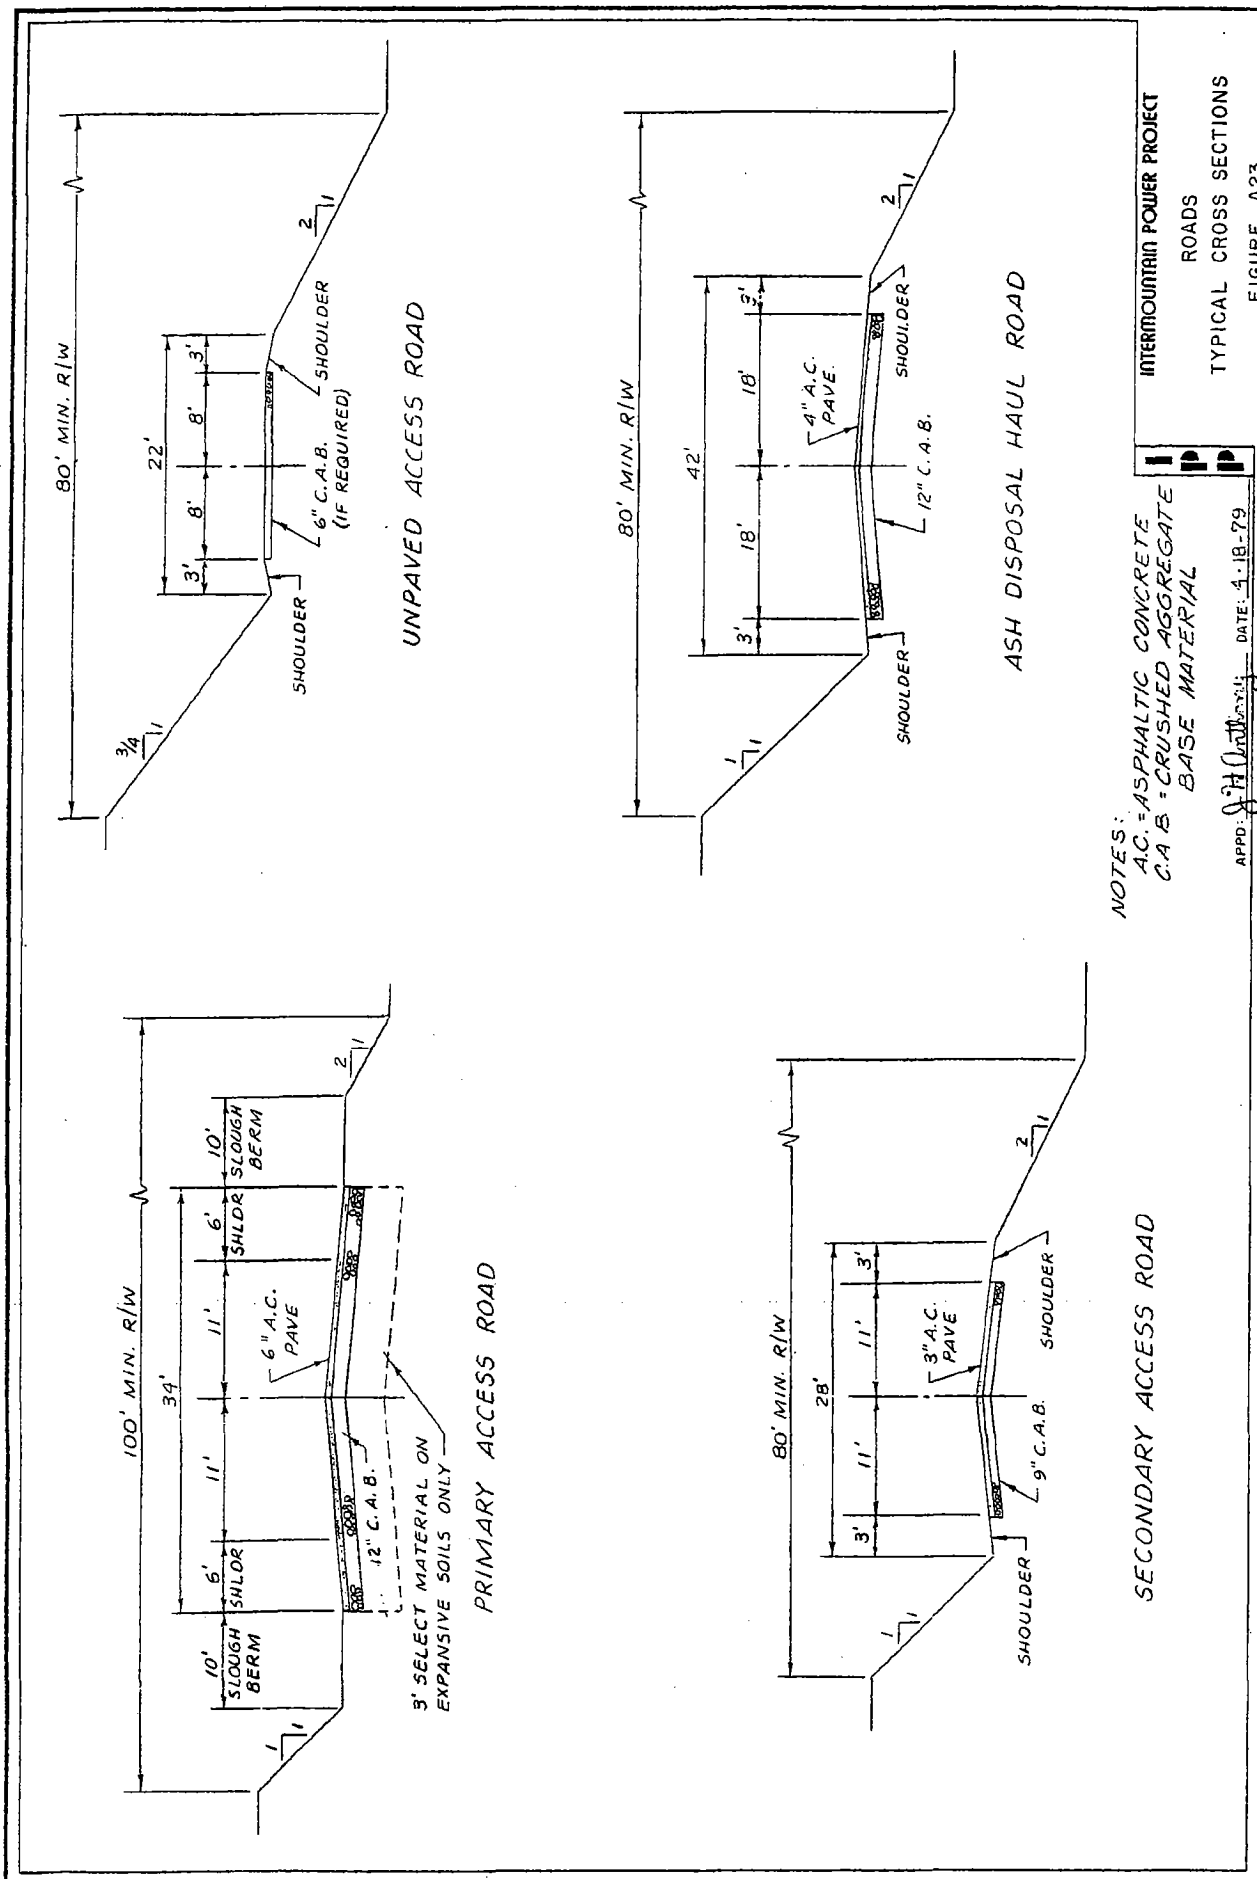 100' MIN. R/W
34'
10'
SLOUGH
BERM
6'
SHLDR
11'
11'
6'
SHLDR
10'
SLOUGH
BERM
1
1
2
1
6" A.C.
PAVE
12" C.A.B.
3' SELECT MATERIAL ON
EXPANSIVE SOILS ONLY
PRIMARY ACCESS ROAD
80' MIN. R/W
22'
3'
8'
8'
3'
3/4
1
2
1
SHOULDER
6" C.A.B.
(IF REQUIRED)
SHOULDER
UNPAVED ACCESS ROAD
80' MIN. R/W
28'
3'
11'
11'
3'
1
1
2
1
3" A.C.
PAVE
9" C.A.B.
SHOULDER
SHOULDER
SECONDARY ACCESS ROAD
80' MIN. R/W
42'
3'
18'
18'
3'
1
1
2
1
4" A.C.
PAVE.
12" C.A.B.
SHOULDER
SHOULDER
ASH DISPOSAL HAUL ROAD
NOTES:
A.C. = ASPHALTIC CONCRETE
C.A.B = CRUSHED AGGREGATE
BASE MATERIAL
APPD: J H Anthony DATE: 4-18-79
IPP
INTERMOUNTAIN POWER PROJECT
ROADS
TYPICAL CROSS SECTIONS
FIGURE A23